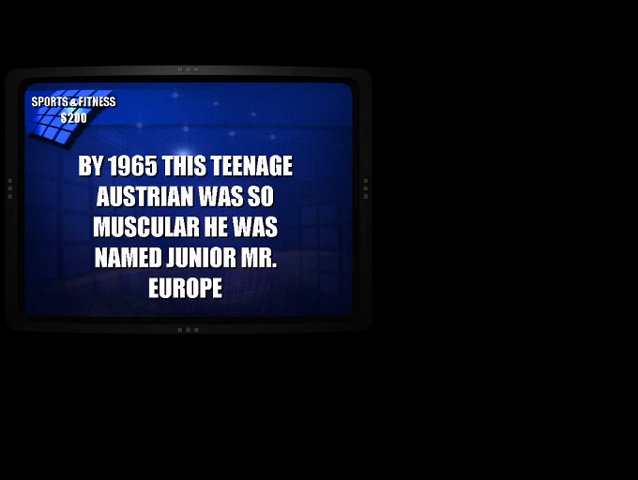 SPORTS & FITNESS
$200
BY 1965 THIS TEENAGE
AUSTRIAN WAS SO
MUSCULAR HE WAS
NAMED JUNIOR MR.
EUROPE